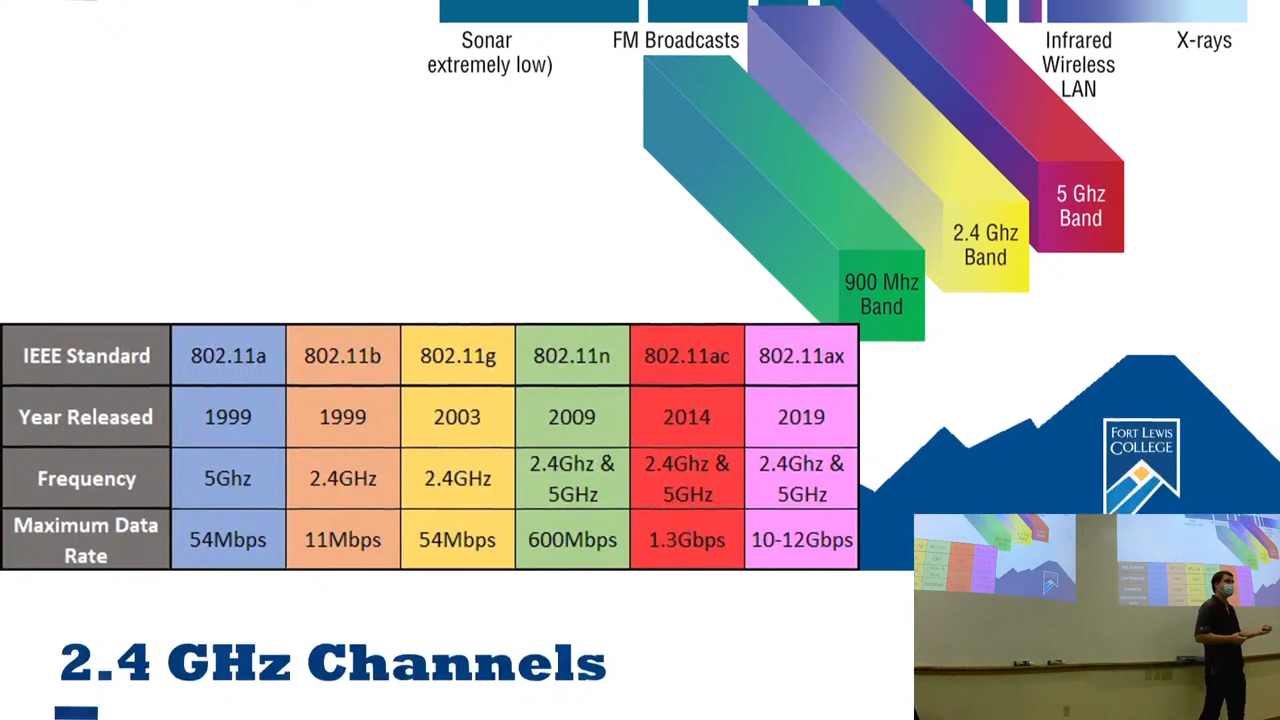 Sonar
extremely low)
FM Broadcasts
Infrared
Wireless
LAN
X-rays
5 Ghz
Band
2.4 Ghz
Band
900 Mhz
Band
IEEE Standard 802.11a 802.11b 802.11g 802.11n 802.11ac 802.11ax
Year Released 1999 1999 2003 2009 2014 2019
Frequency 5Ghz 2.4GHz 2.4GHz 2.4Ghz & 5GHz 2.4Ghz & 5GHz 2.4Ghz & 5GHz
Maximum Data Rate 54Mbps 11Mbps 54Mbps 600Mbps 1.3Gbps 10-12Gbps
FORT LEWIS
COLLEGE
2.4 GHz Channels